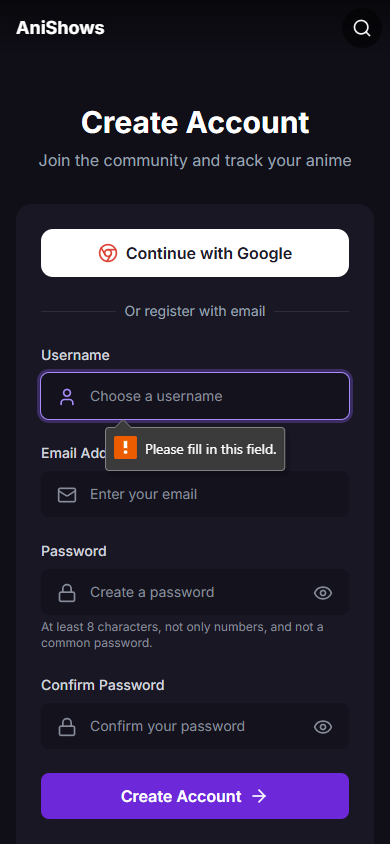 AniShows
Create Account
Join the community and track your anime
Continue with Google
Or register with email
Username
Choose a username
Please fill in this field.
Email Add
Enter your email
Password
Create a password
At least 8 characters, not only numbers, and not a
common password.
Confirm Password
Confirm your password
Create Account